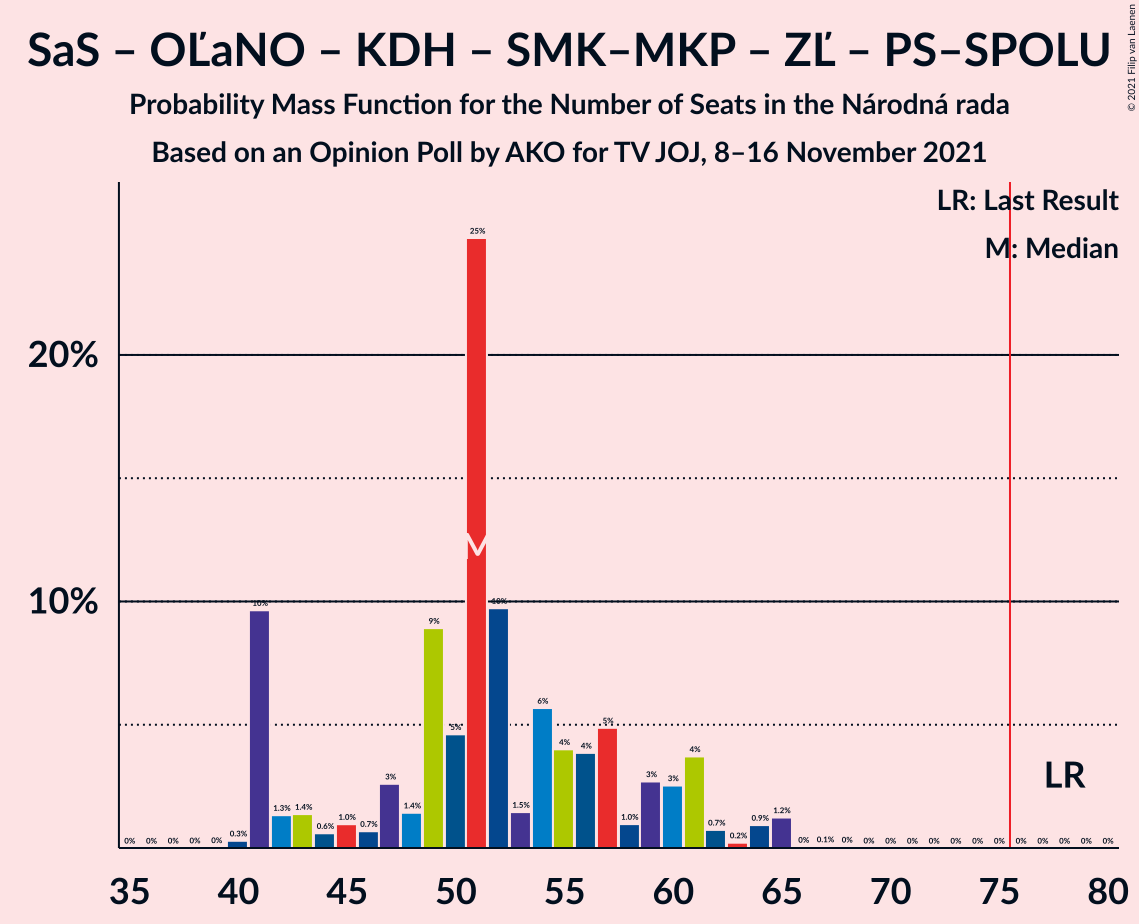 SaS – OĽaNO – KDH – SMK–MKP – ZĽ – PS–SPOLU
Probability Mass Function for the Number of Seats in the Národná rada
Based on an Opinion Poll by AKO for TV JOJ, 8–16 November 2021
© 2021 Filip van Laenen
LR: Last Result
M: Median
20%
10%
0% 0% 0% 0% 0% 0.3% 10% 1.3% 1.4% 0.6% 1.0% 0.7% 3% 1.4% 9% 5% 25% 10% 1.5% 6% 4% 4% 5% 1.0% 3% 3% 4% 0.7% 0.2% 0.9% 1.2% 0% 0.1% 0% 0% 0% 0% 0% 0% 0% 0% 0% 0% 0% 0% 0%
M
LR
35 40 45 50 55 60 65 70 75 80